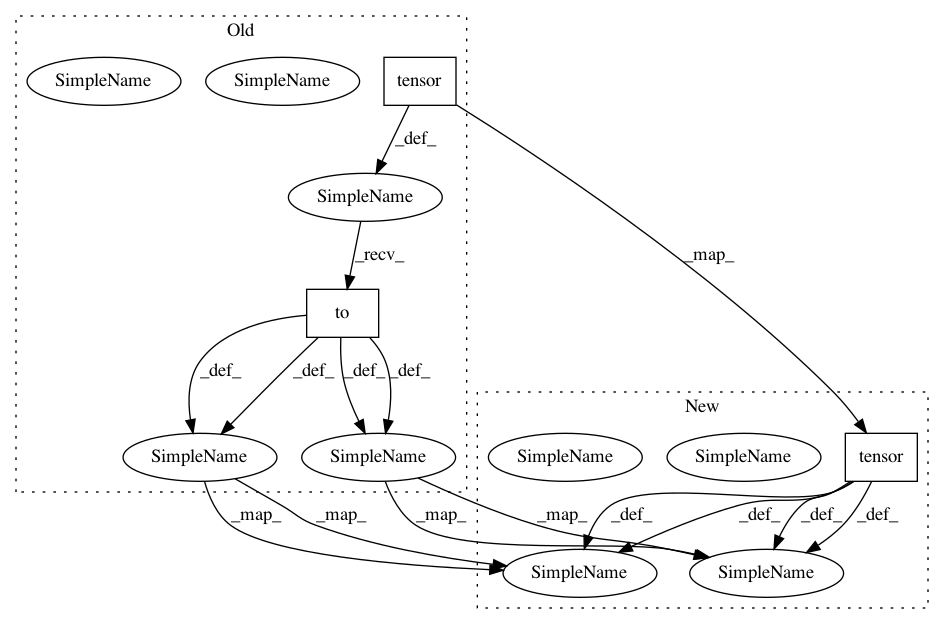 Old
SimpleName
SimpleName
tensor
_def_
SimpleName
_map_
_recv_
to
_def_
_def_
_def_
_def_
New
SimpleName
SimpleName
SimpleName
SimpleName
tensor
_map_
_map_
_map_
_map_
_def_
_def_
_def_
_def_
SimpleName
SimpleName